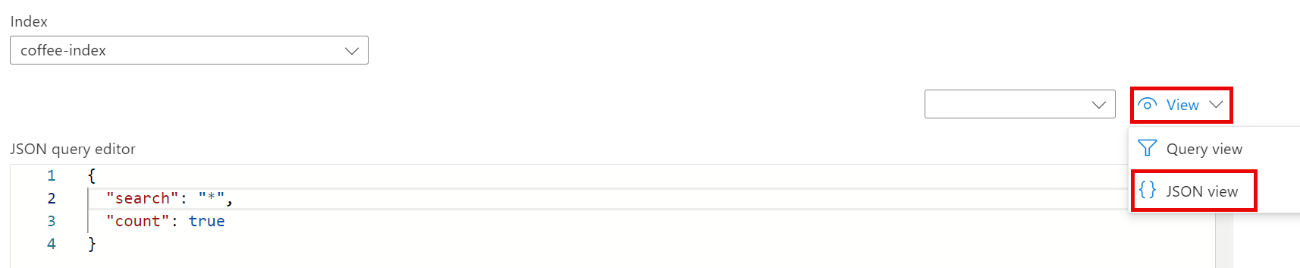 Index
coffee-index
View
JSON query editor
Query view
1 {
JSON view
2 "search": "*",
3 "count": true
4 }